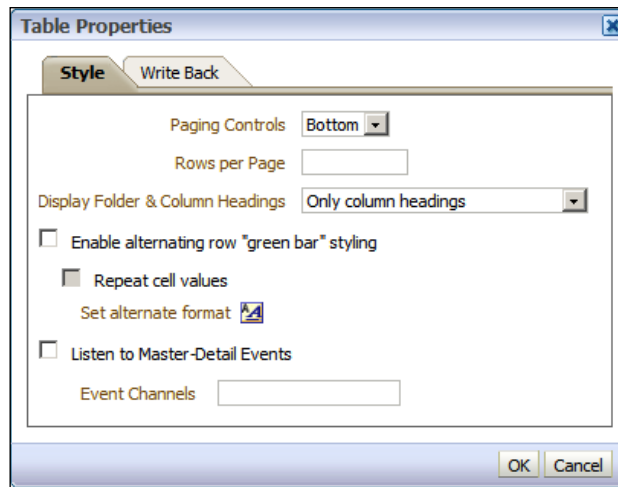 Table Properties
Style Write Back
Paging Controls Bottom
Rows per Page
Display Folder & Column Headings Only column headings
Enable alternating row "green bar" styling
Repeat cell values
Set alternate format
Listen to Master-Detail Events
Event Channels
OK Cancel